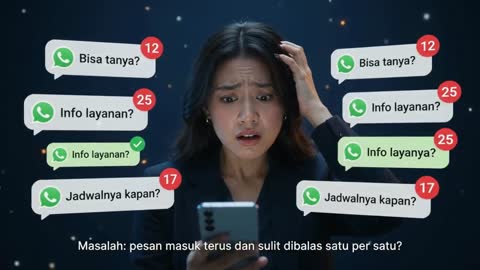 Bisa tanya?
12
Info layanan?
25
Info layanan?
Jadwalnya kapan?
17
Bisa tanya?
12
Info layanan?
25
Info layanya?
25
Jadwalnya kapan?
17
Masalah: pesan masuk terus dan sulit dibalas satu per satu?